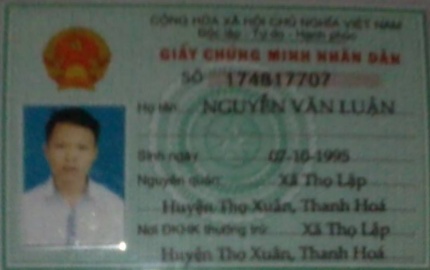 CỘNG HÒA XÃ HỘI CHỦ NGHĨA VIỆT NAM
Độc lập - Tự do - Hạnh phúc
GIẤY CHỨNG MINH NHÂN DÂN
SỐ 174817707
Họ tên NGUYỄN VĂN LUẬN
Sinh ngày 07-10-1995
Nguyên quán Xã Thọ Lập
Huyện Thọ Xuân, Thanh Hoá
Nơi ĐKHK thường trú Xã Thọ Lập
Huyện Thọ Xuân, Thanh Hoá